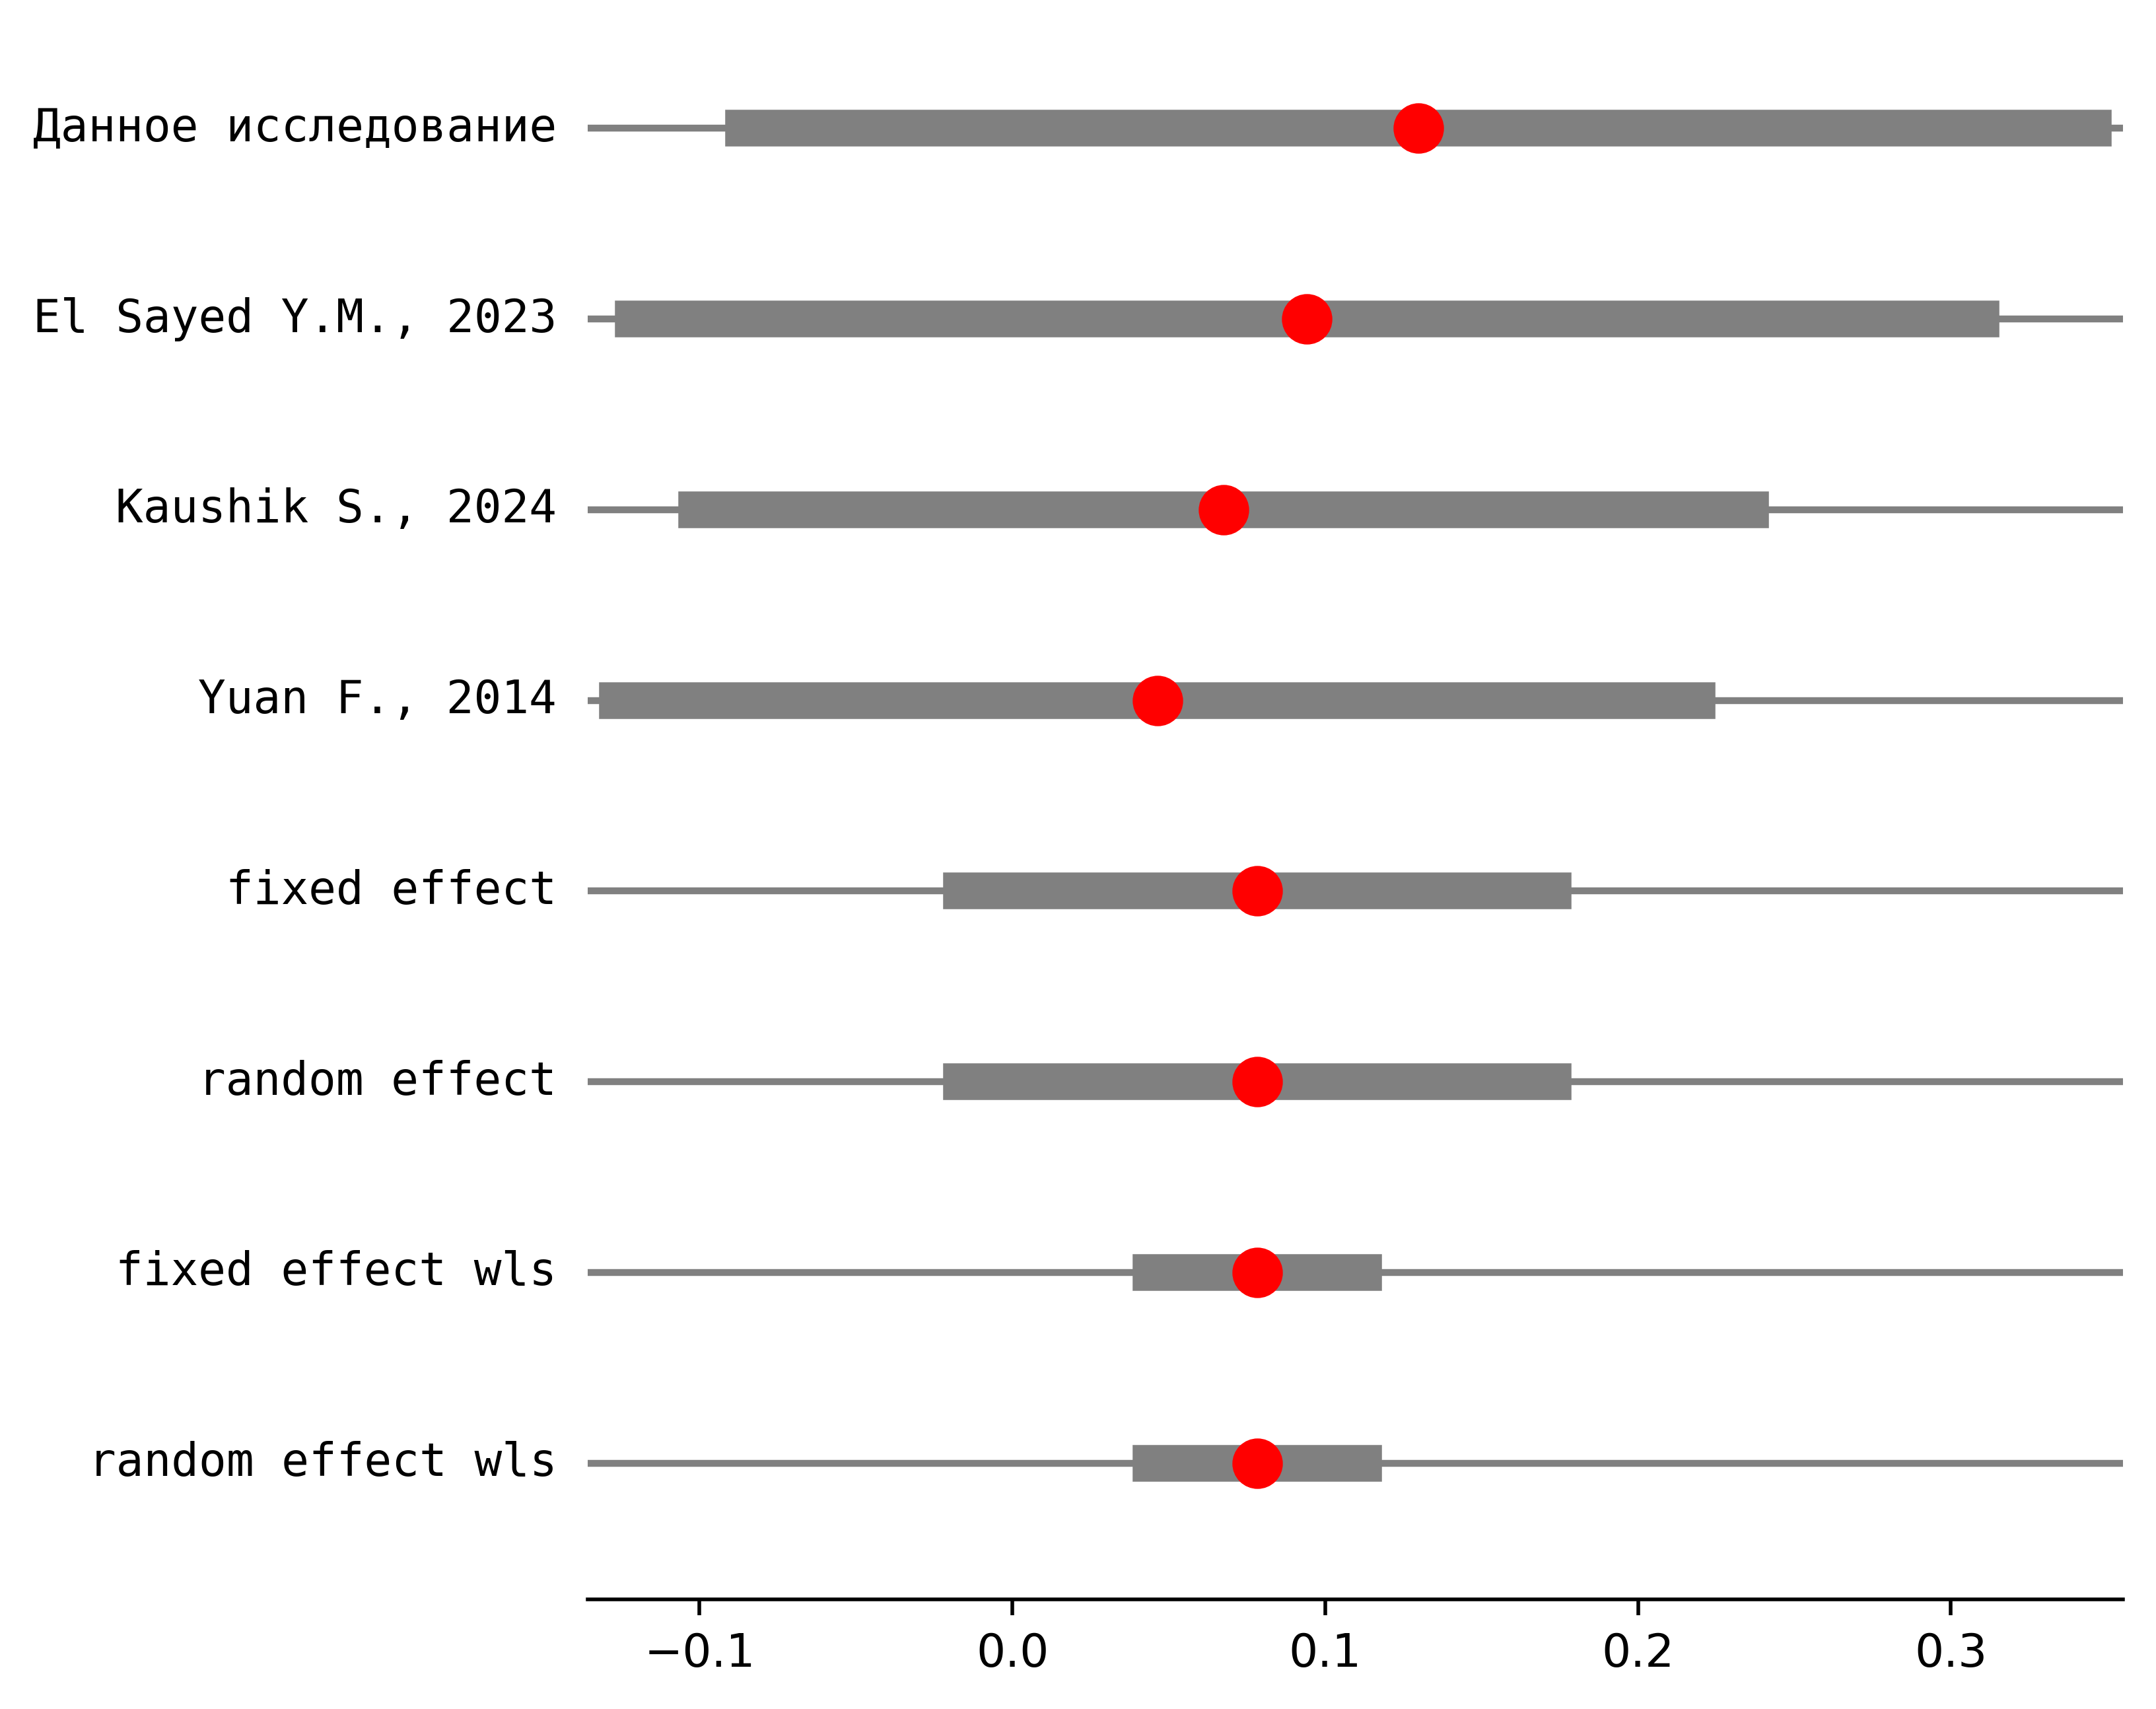 Данное исследование
El Sayed Y.M., 2023
Kaushik S., 2024
Yuan F., 2014
fixed effect
random effect
fixed effect wls
random effect wls
−0.1 0.0 0.1 0.2 0.3